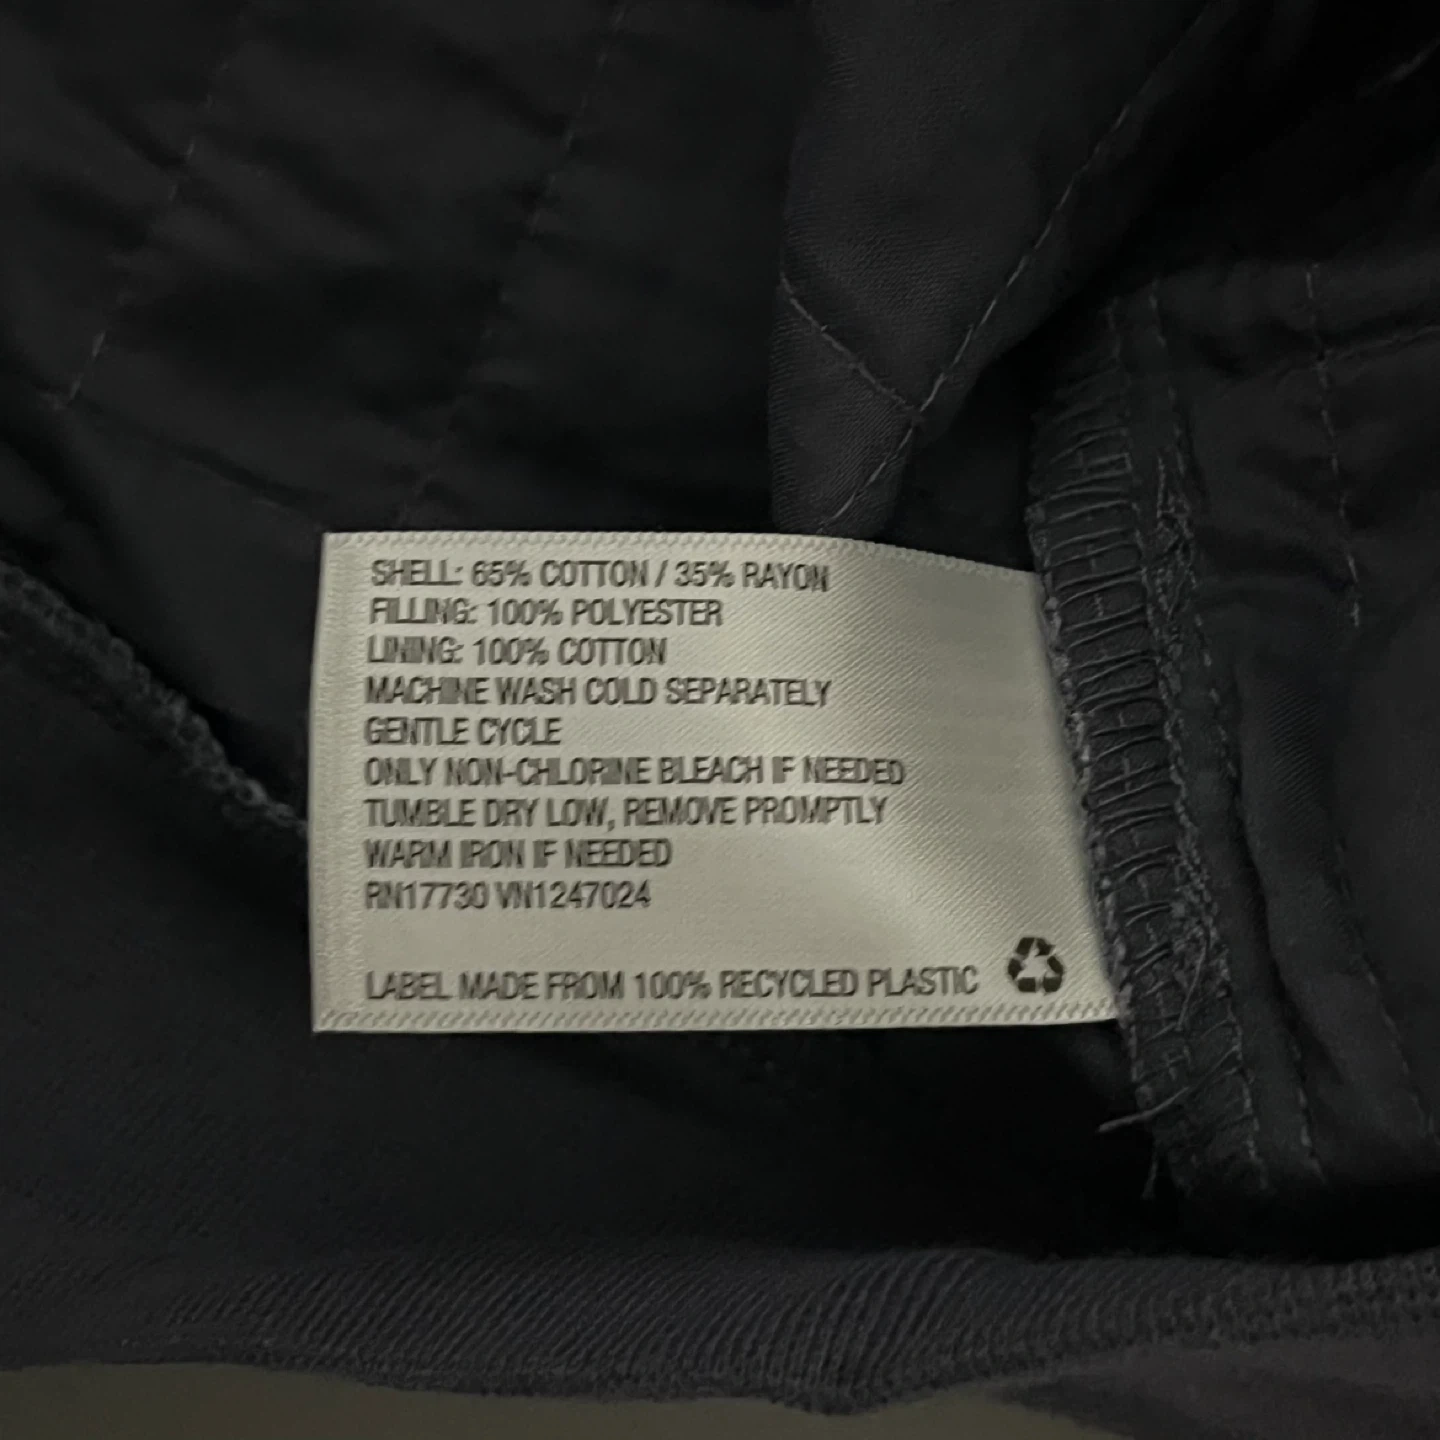 SHELL: 65% COTTON / 35% RAYON
FILLING: 100% POLYESTER
LINING: 100% COTTON
MACHINE WASH COLD SEPARATELY
GENTLE CYCLE
ONLY NON-CHLORINE BLEACH IF NEEDED
TUMBLE DRY LOW, REMOVE PROMPTLY
WARM IRON IF NEEDED
RN17730 VN1247024
LABEL MADE FROM 100% RECYCLED PLASTIC